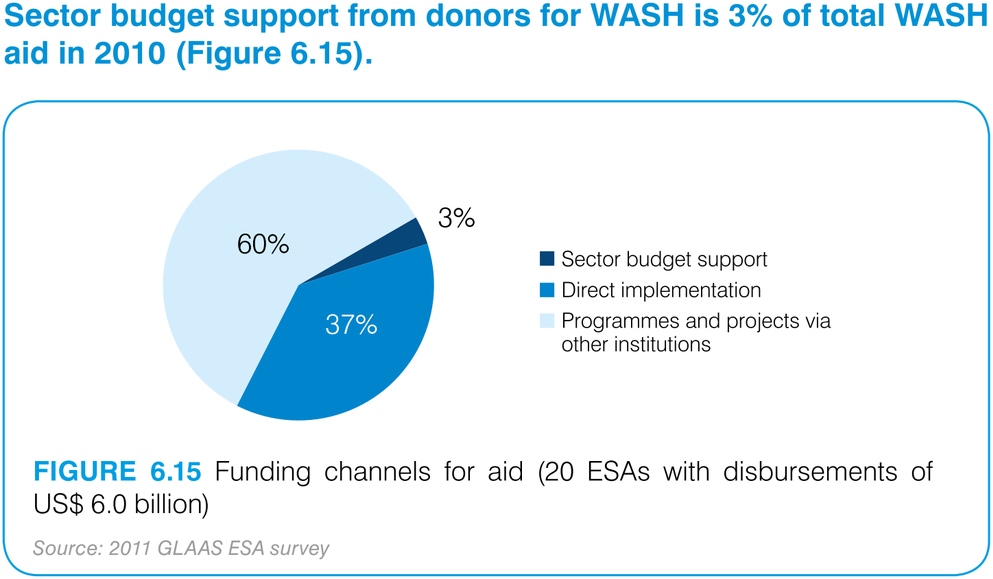 Sector budget support from donors for WASH is 3% of total WASH
aid in 2010 (Figure 6.15).
3%
60%
37%
Sector budget support
Direct implementation
Programmes and projects via
other institutions
FIGURE 6.15 Funding channels for aid (20 ESAs with disbursements of
US$ 6.0 billion)
Source: 2011 GLAAS ESA survey